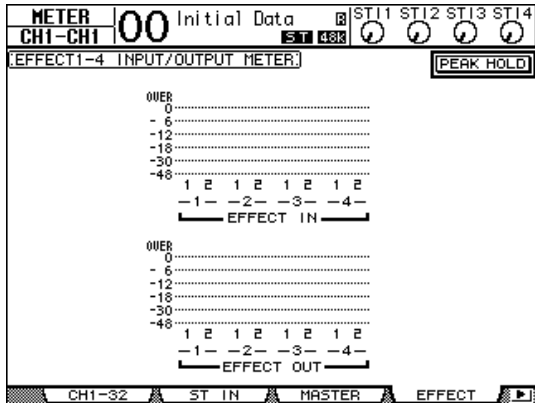 METER
CH1-CH1
00
Initial Data
R
ST 48K
ST1 ST2 ST3 ST4
EFFECT1-4 INPUT/OUTPUT METER
PEAK HOLD
OVER
0
- 6
-12
-18
-30
-48
1 2 1 2 1 2 1 2
-1- -2- -3- -4-
EFFECT IN
OVER
0
- 6
-12
-18
-30
-48
1 2 1 2 1 2 1 2
-1- -2- -3- -4-
EFFECT OUT
CH1-32 ST IN MASTER EFFECT